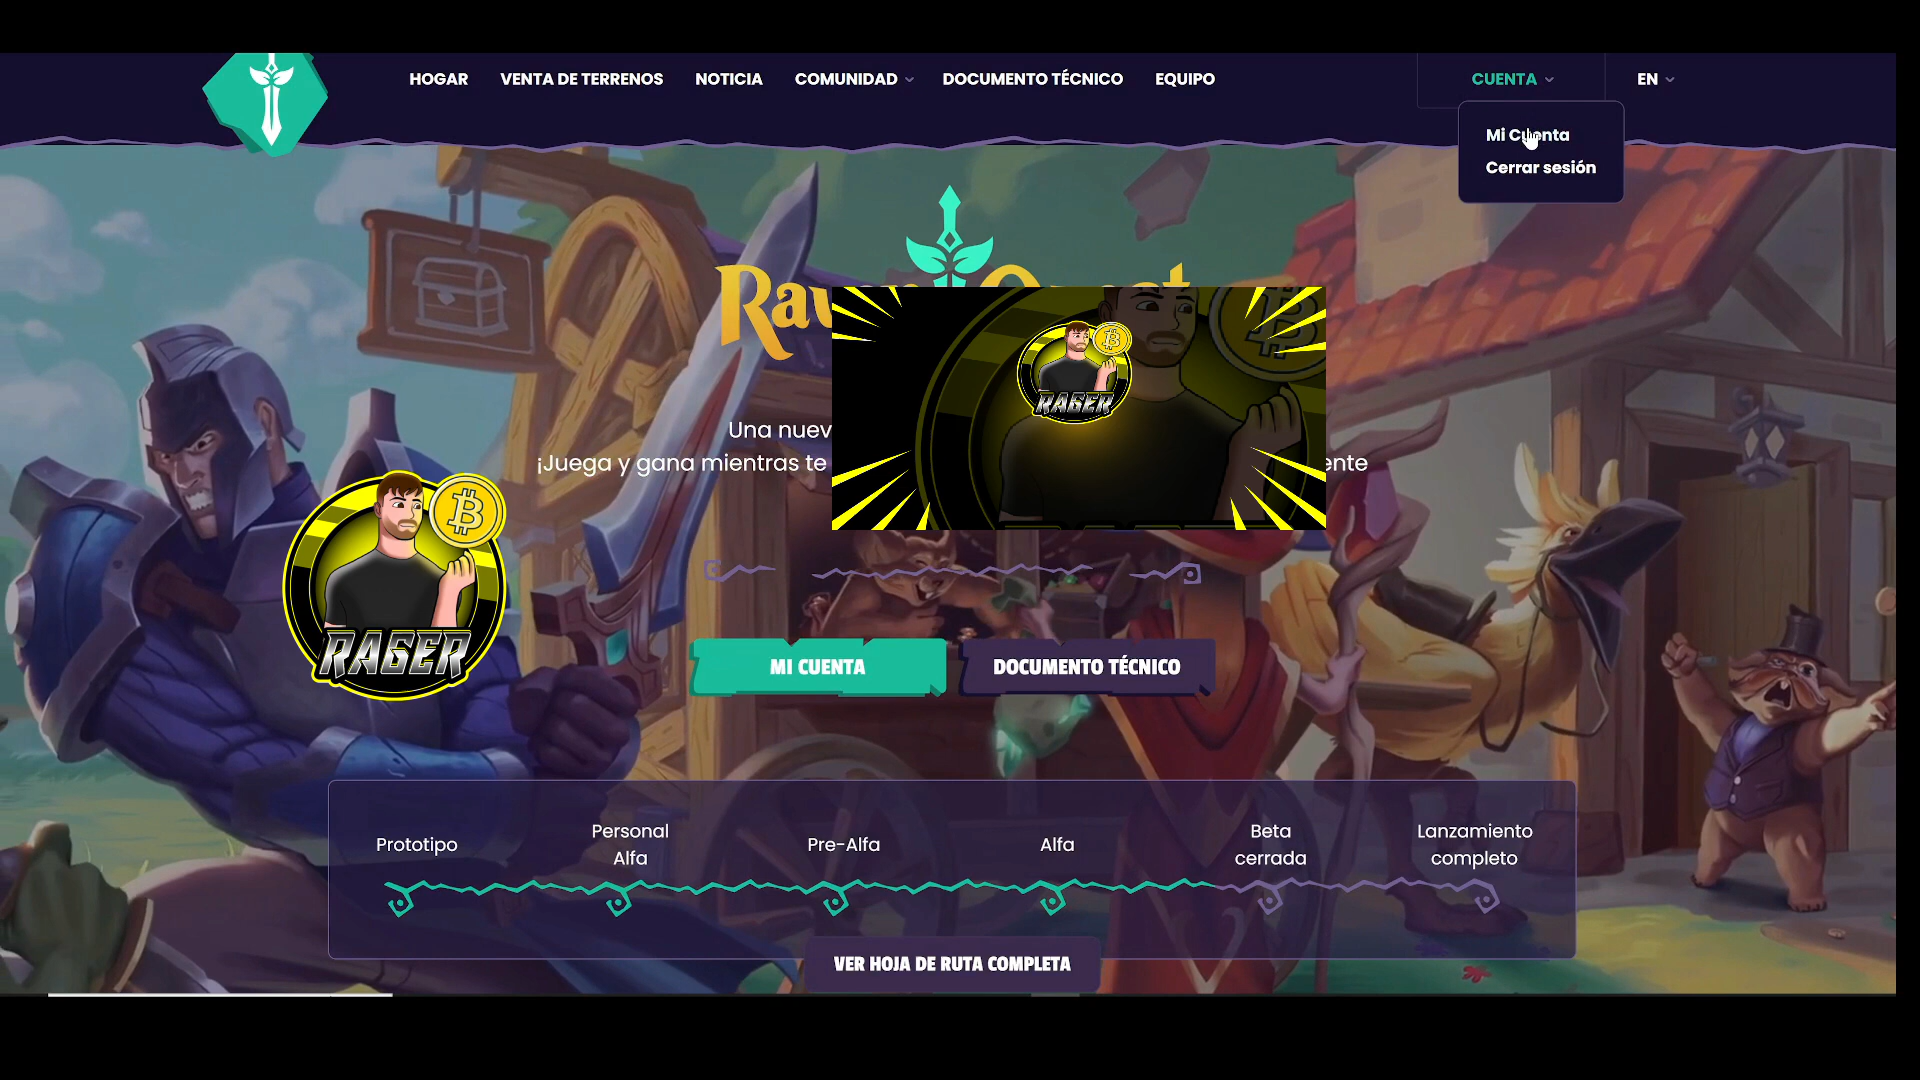 HOGAR VENTA DE TERRENOS NOTICIA COMUNIDAD DOCUMENTO TÉCNICO EQUIPO CUENTA EN
Mi Cuenta
Cerrar sesión
RAGER
Una
¡Juega y gana mientras te
RAGER
MI CUENTA DOCUMENTO TÉCNICO
Prototipo
Personal
Alfa
Pre-Alfa
Alfa
Beta
cerrada
Lanzamiento
completo
VER HOJA DE RUTA COMPLETA